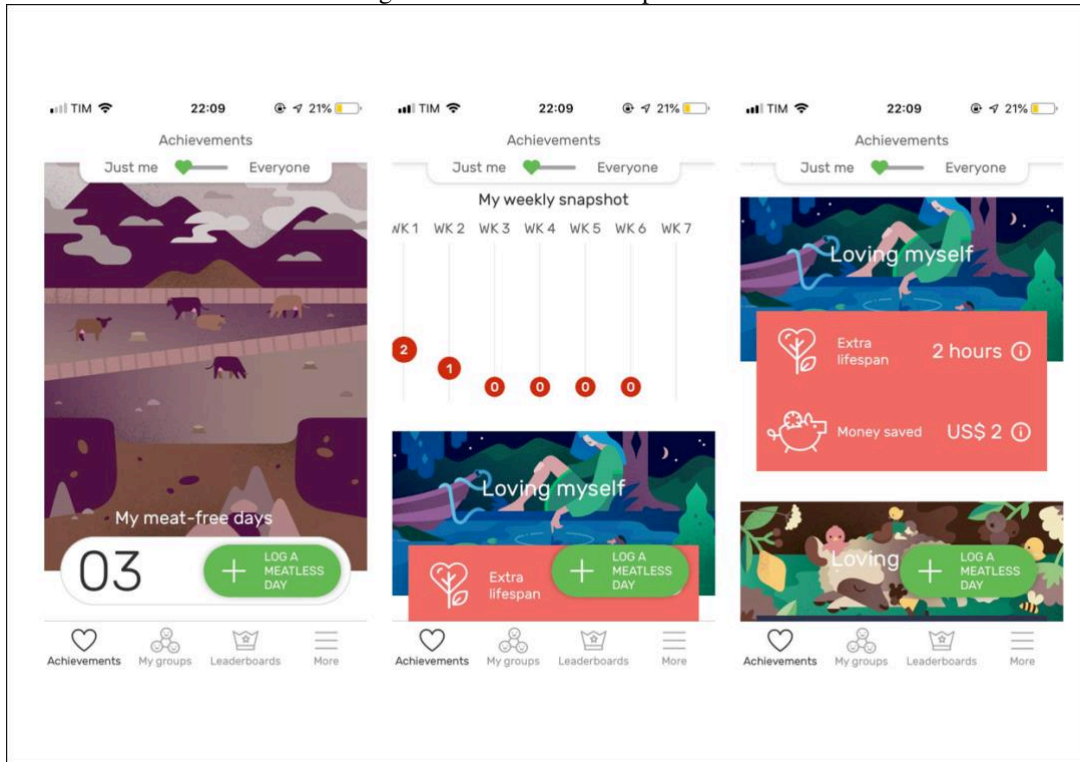 TIM 22:09 21%
Achievements
Just me Everyone
My meat-free days
03
+ LOG A
MEATLESS
DAY
Achievements My groups Leaderboards More
TIM 22:09 21%
Achievements
Just me Everyone
My weekly snapshot
WK 1 WK 2 WK 3 WK 4 WK 5 WK 6 WK 7
2 1 0 0 0 0
Loving myself
Extra
lifespan
+ LOG A
MEATLESS
DAY
Achievements My groups Leaderboards More
TIM 22:09 21%
Achievements
Just me Everyone
Loving myself
Extra
lifespan
2 hours
Money saved US$ 2
Loving
+ LOG A
MEATLESS
DAY
Achievements My groups Leaderboards More